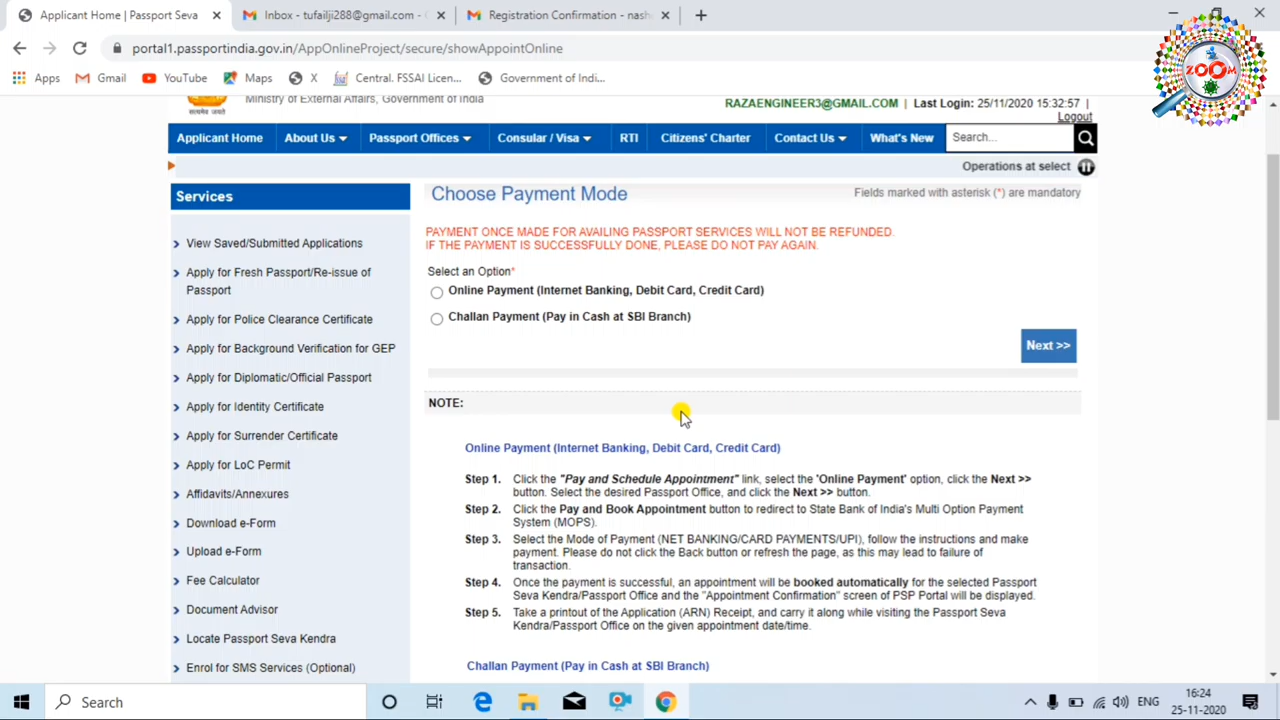 Applicant Home | Passport Seva
Inbox - tufailji288@gmail.com -
Registration Confirmation - nash
portal1.passportindia.gov.in/AppOnlineProject/secure/showAppointOnline
Apps
Gmail
YouTube
Maps
X
Central. FSSAI Licen...
Government of Indi...
ZOOM
सत्यमेव जयते
Ministry of External Affairs, Government of India
RAZAENGINEER3@GMAIL.COM | Last Login: 25/11/2020 15:32:57 |
Logout
Applicant Home
About Us
Passport Offices
Consular / Visa
RTI
Citizens' Charter
Contact Us
What's New
Search...
Operations at select
Services
View Saved/Submitted Applications
Apply for Fresh Passport/Re-issue of
Passport
Apply for Police Clearance Certificate
Apply for Background Verification for GEP
Apply for Diplomatic/Official Passport
Apply for Identity Certificate
Apply for Surrender Certificate
Apply for LoC Permit
Affidavits/Annexures
Download e-Form
Upload e-Form
Fee Calculator
Document Advisor
Locate Passport Seva Kendra
Enrol for SMS Services (Optional)
Choose Payment Mode
Fields marked with asterisk (*) are mandatory
PAYMENT ONCE MADE FOR AVAILING PASSPORT SERVICES WILL NOT BE REFUNDED.
IF THE PAYMENT IS SUCCESSFULLY DONE, PLEASE DO NOT PAY AGAIN.
Select an Option*
Online Payment (Internet Banking, Debit Card, Credit Card)
Challan Payment (Pay in Cash at SBI Branch)
Next >>
NOTE:
Online Payment (Internet Banking, Debit Card, Credit Card)
Step 1. Click the "Pay and Schedule Appointment" link, select the 'Online Payment' option, click the Next >>
button. Select the desired Passport Office, and click the Next >> button.
Step 2. Click the Pay and Book Appointment button to redirect to State Bank of India's Multi Option Payment
System (MOPS).
Step 3. Select the Mode of Payment (NET BANKING/CARD PAYMENTS/UPI), follow the instructions and make
payment. Please do not click the Back button or refresh the page, as this may lead to failure of
transaction.
Step 4. Once the payment is successful, an appointment will be booked automatically for the selected Passport
Seva Kendra/Passport Office and the "Appointment Confirmation" screen of PSP Portal will be displayed.
Step 5. Take a printout of the Application (ARN) Receipt, and carry it along while visiting the Passport Seva
Kendra/Passport Office on the given appointment date/time.
Challan Payment (Pay in Cash at SBI Branch)
Search
ENG
16:24
25-11-2020